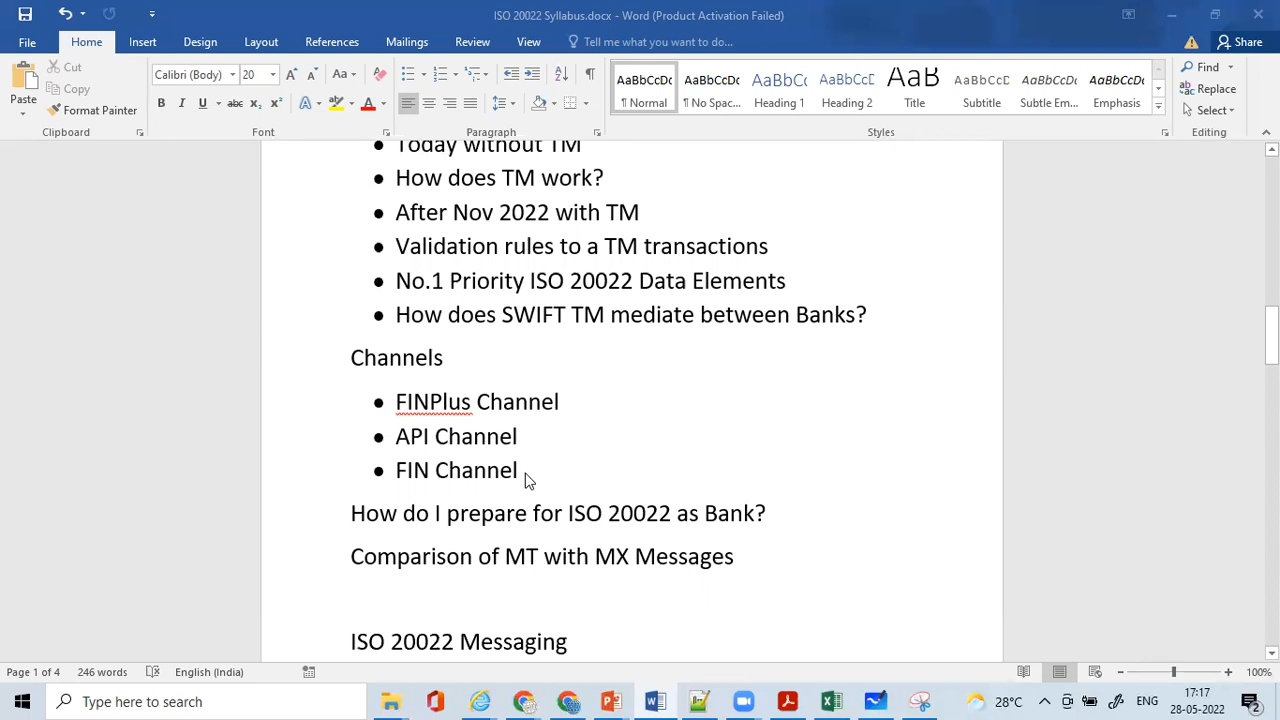 ISO 20022 Syllabus.docx - Word (Product Activation Failed)
File Home Insert Design Layout References Mailings Review View Tell me what you want to do... Share
Paste Cut Copy Format Painter
Calibri (Body) 20
AaBbCcDc AaBbCcDc AaBbCc AaBbCcC AaB AaBbCcD AaBbCcDc AaBbCcDc
¶ Normal ¶ No Spac... Heading 1 Heading 2 Title Subtitle Subtle Em... Emphasis
Find Replace Select
Clipboard Font Paragraph Styles Editing
• Today without TM
• How does TM work?
• After Nov 2022 with TM
• Validation rules to a TM transactions
• No.1 Priority ISO 20022 Data Elements
• How does SWIFT TM mediate between Banks?
Channels
• FINPlus Channel
• API Channel
• FIN Channel
How do I prepare for ISO 20022 as Bank?
Comparison of MT with MX Messages
ISO 20022 Messaging
Page 1 of 4 246 words English (India) 100%
Type here to search 28°C ENG 17:17 28-05-2022 2